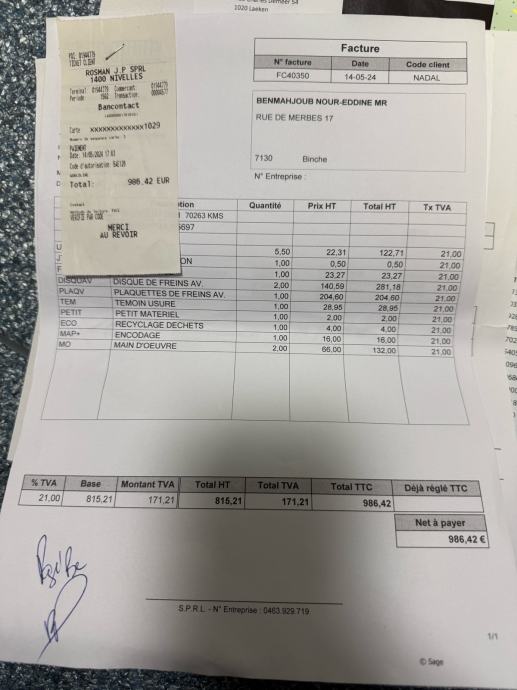 1020 Laeken
TICKET CLIENT
ROSMAN J.P SPRL
1400 NIVELLES
Bancontact
Carte XXXXXXXXXXXXX1029
PAIEMENT
Total: 986.42 EUR
MERCI
AU REVOIR
Facture
N° facture Date Code client
FC40350 14-05-24 NADAL
BENMAHJOUB NOUR-EDDINE MR
RUE DE MERBES 17
7130 Binche
N° Entreprise :
tion Quantité Prix HT Total HT Tx TVA
70263 KMS
5697
5,50 22,31 122,71 21,00
ON 1,00 0,50 0,50 21,00
1,00 23,27 23,27 21,00
DISQUAV DISQUE DE FREINS AV. 2,00 140,59 281,18 21,00
PLAQV PLAQUETTES DE FREINS AV. 1,00 204,60 204,60 21,00
TEM TEMOIN USURE 1,00 28,95 28,95 21,00
PETIT PETIT MATERIEL 1,00 2,00 2,00 21,00
ECO RECYCLAGE DECHETS 1,00 4,00 4,00 21,00
MAP+ ENCODAGE 1,00 16,00 16,00 21,00
MO MAIN D'OEUVRE 2,00 66,00 132,00 21,00
% TVA Base Montant TVA Total HT Total TVA Total TTC Déjà réglé TTC
21,00 815,21 171,21 815,21 171,21 986,42
Net à payer
986,42 €
S.P.R.L. - N° Entreprise : 0463.929.719
1/1
© Sage